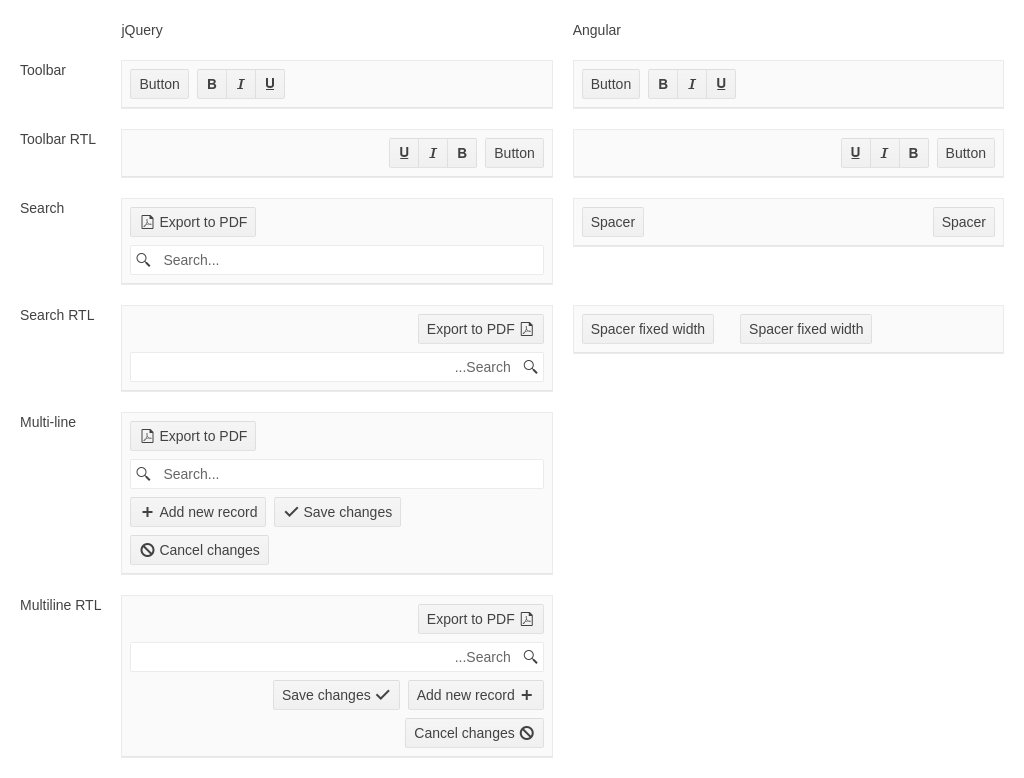 jQuery Angular
Toolbar Button B I U Button B I U
Toolbar RTL U I B Button U I B Button
Search Export to PDF Spacer Spacer
Search...
Search RTL Export to PDF Spacer fixed width Spacer fixed width
...Search
Multi-line Export to PDF
Search...
Add new record Save changes
Cancel changes
Multiline RTL Export to PDF
...Search
Save changes Add new record
Cancel changes